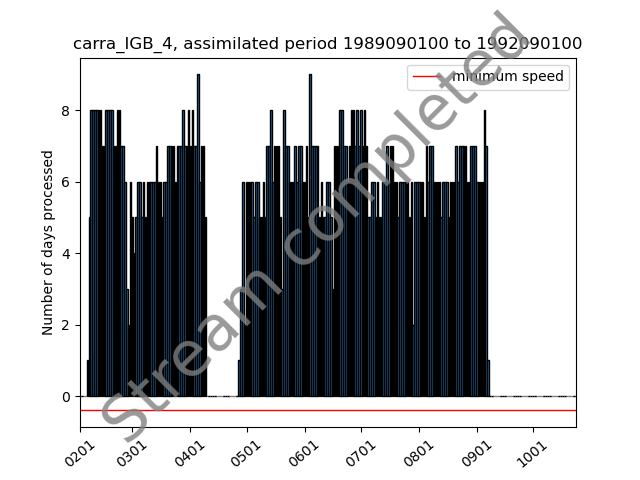 carra_IGB_4, assimilated period 1989090100 to 1992090100
minimum speed
Number of days processed
8
6
4
2
0
0201 0301 0401 0501 0601 0701 0801 0901 1001
Stream completed